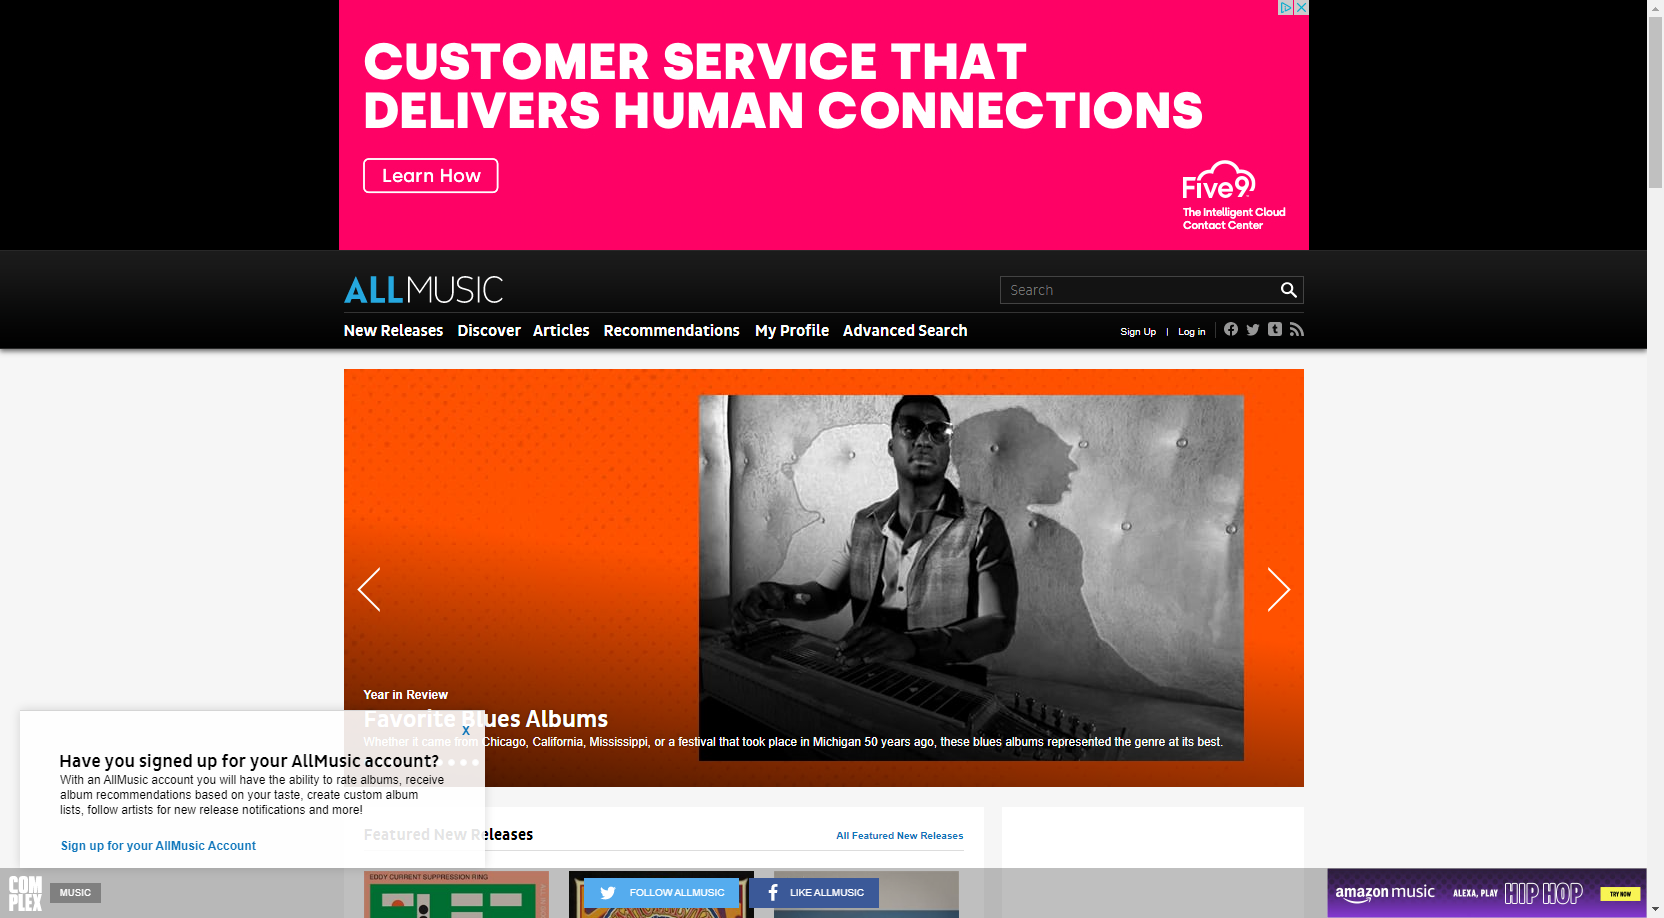 CUSTOMER SERVICE THAT
DELIVERS HUMAN CONNECTIONS
Learn How
Five9
The Intelligent Cloud
Contact Center
ALLMUSIC
Search
New Releases Discover Articles Recommendations My Profile Advanced Search
Sign Up | Log in
Year in Review
Favorite Blues Albums
Whether it came from Chicago, California, Mississippi, or a festival that took place in Michigan 50 years ago, these blues albums represented the genre at its best.
X
Have you signed up for your AllMusic account?
With an AllMusic account you will have the ability to rate albums, receive
album recommendations based on your taste, create custom album
lists, follow artists for new release notifications and more!
Sign up for your AllMusic Account
Featured New Releases
All Featured New Releases
EDDY CURRENT SUPPRESSION RING
COMPLEX
MUSIC
FOLLOW ALLMUSIC
LIKE ALLMUSIC
amazon music
ALEXA, PLAY
HIP HOP
TRY NOW